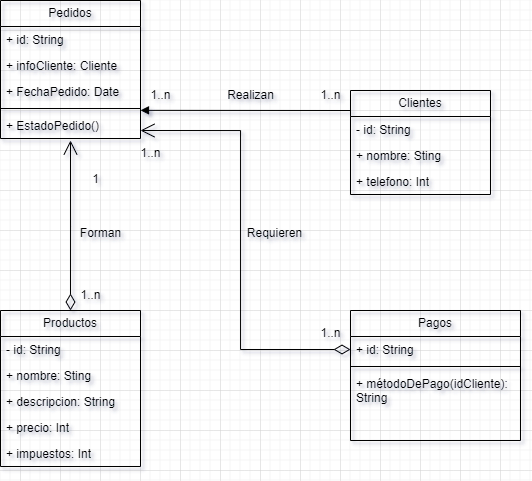 Pedidos
+ id: String
+ infoCliente: Cliente
+ FechaPedido: Date
+ EstadoPedido()
1..n
Realizan
1..n
Clientes
- id: String
+ nombre: Sting
+ telefono: Int
1..n
1
Forman
Requieren
1..n
Productos
- id: String
+ nombre: Sting
+ descripcion: String
+ precio: Int
+ impuestos: Int
1..n
Pagos
+ id: String
+ métodoDePago(idCliente):
String